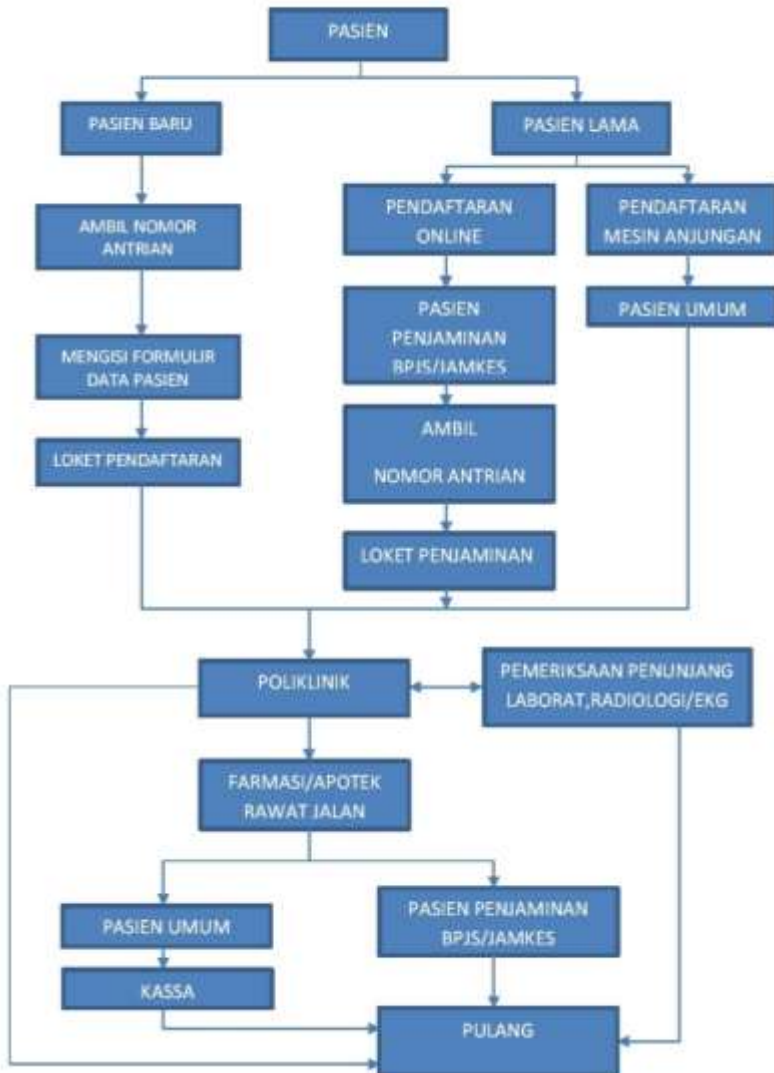 PASIEN
PASIEN BARU
PASIEN LAMA
AMBIL NOMOR
ANTRIAN
PENDAFTARAN
ONLINE
PENDAFTARAN
MESIN ANJUNGAN
PASIEN
PENJAMINAN
BPJS/JAMKES
PASIEN UMUM
MENGISI FORMULIR
DATA PASIEN
AMBIL
NOMOR ANTRIAN
LOKET PENDAFTARAN
LOKET PENJAMINAN
POLIKLINIK
PEMERIKSAAN PENUNJANG
LABORAT,RADIOLOGI/EKG
FARMASI/APOTEK
RAWAT JALAN
PASIEN UMUM
PASIEN PENJAMINAN
BPJS/JAMKES
KASSA
PULANG